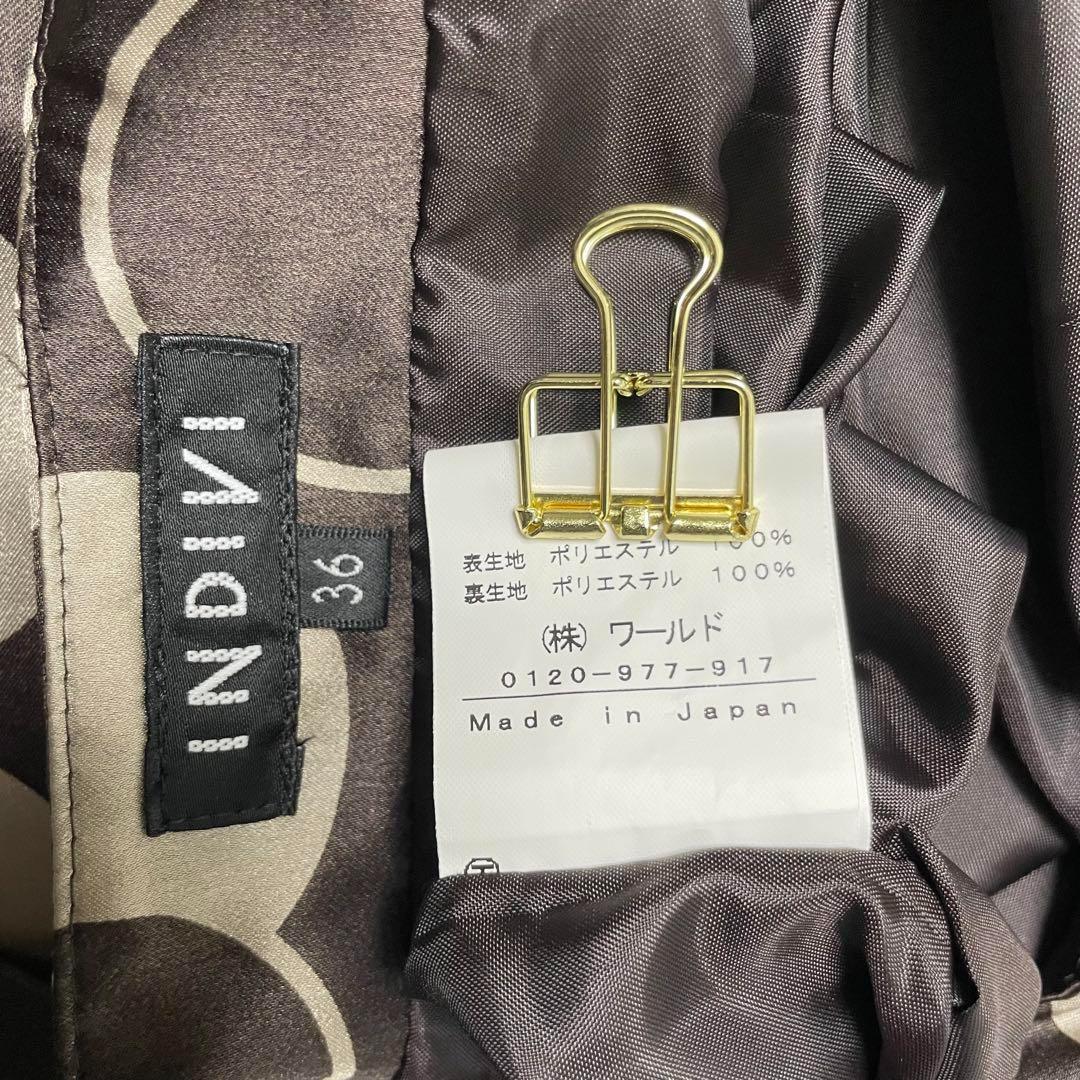 INDIVI
36
表生地 ポリエステル 100%
裏生地 ポリエステル 100%
(株) ワールド
0120-977-917
Made in Japan